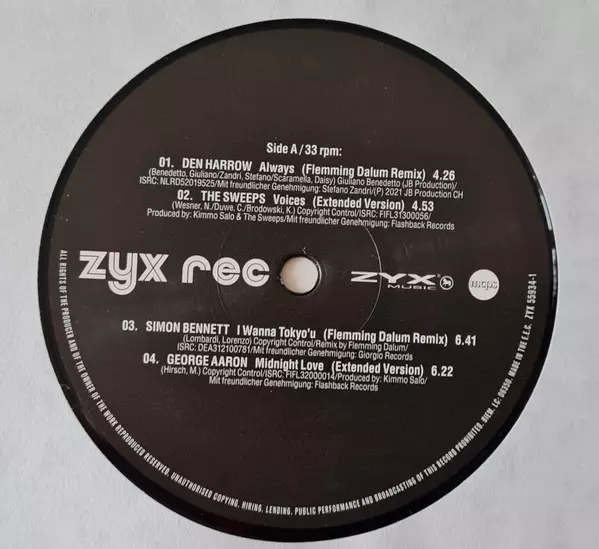 Side A / 33 rpm:
01. DEN HARROW Always (Flemming Dalum Remix) 4.26
(Benedetto, Giuliano/Zandri, Stefano/Scaramella, Daisy) Giuliano Benedetto (JB Production)/
ISRC: NLRD52019525/Mit freundlicher Genehmigung: Stefano Zandri/(P) 2021 JB Production CH
02. THE SWEEPS Voices (Extended Version) 4.53
(Wesner, N./Duwe, C./Brodowski, K.) Copyright Control/ISRC: FIFL31300056/
Produced by: Kimmo Salo & The Sweeps/Mit freundlicher Genehmigung: Flashback Records
zyx rec
ZYX
MUSIC
mcps
03. SIMON BENNETT I Wanna Tokyo'u (Flemming Dalum Remix) 6.41
(Lombardi, Lorenzo) Copyright Control/Remix by Flemming Dalum/
ISRC: DEA312100781/Mit freundlicher Genehmigung: Giorgio Records
04. GEORGE AARON Midnight Love (Extended Version) 6.22
(Hirsch, M.) Copyright Control/ISRC: FIFL32000014/Produced by: Kimmo Salo/
Mit freundlicher Genehmigung: Flashback Records
ALL RIGHTS OF THE PRODUCER AND OF THE OWNER OF THE WORK REPRODUCED RESERVED. UNAUTHORISED COPYING, HIRING, LENDING, PUBLIC PERFORMANCE AND BROADCASTING OF THIS RECORD PROHIBITED. BIEM. LC: 06350. MADE IN THE E.E.C. ZYX 55934-1